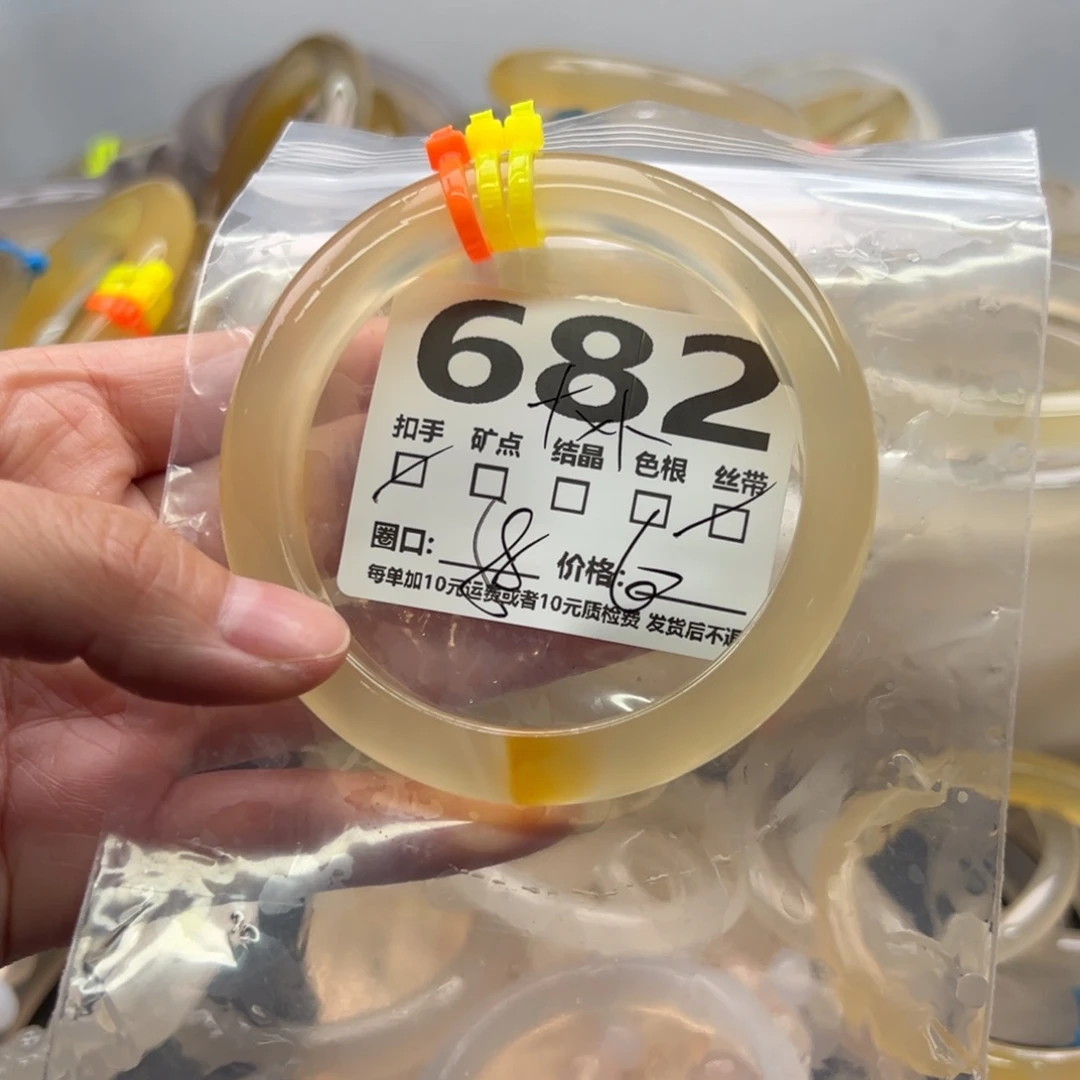 682
扣手 矿点 结晶 色根 丝带
圈口: 58 价格:
每单加10元运费或者10元质检费 发货后不退